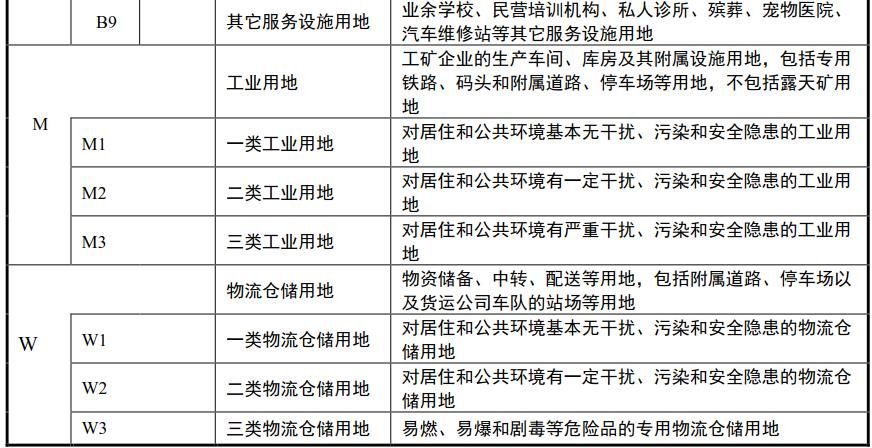 业余学校、民营培训机构、私人诊所、殡葬、宠物医院、
B9 其它服务设施用地
汽车维修站等其它服务设施用地
工矿企业的生产车间、库房及其附属设施用地，包括专用
工业用地
铁路、码头和附属道路、停车场等用地，不包括露天矿用
地
M
M1 一类工业用地
对居住和公共环境基本无干扰、污染和安全隐患的工业用
地
M2 二类工业用地
对居住和公共环境有一定干扰、污染和安全隐患的工业用
地
M3 三类工业用地
对居住和公共环境有严重干扰、污染和安全隐患的工业用
地
物流仓储用地
物资储备、中转、配送等用地，包括附属道路、停车场以
及货运公司车队的站场等用地
W
W1 一类物流仓储用地
对居住和公共环境基本无干扰、污染和安全隐患的物流仓
储用地
W2 二类物流仓储用地
对居住和公共环境有一定干扰、污染和安全隐患的物流仓
储用地
W3 三类物流仓储用地 易燃、易爆和剧毒等危险品的专用物流仓储用地